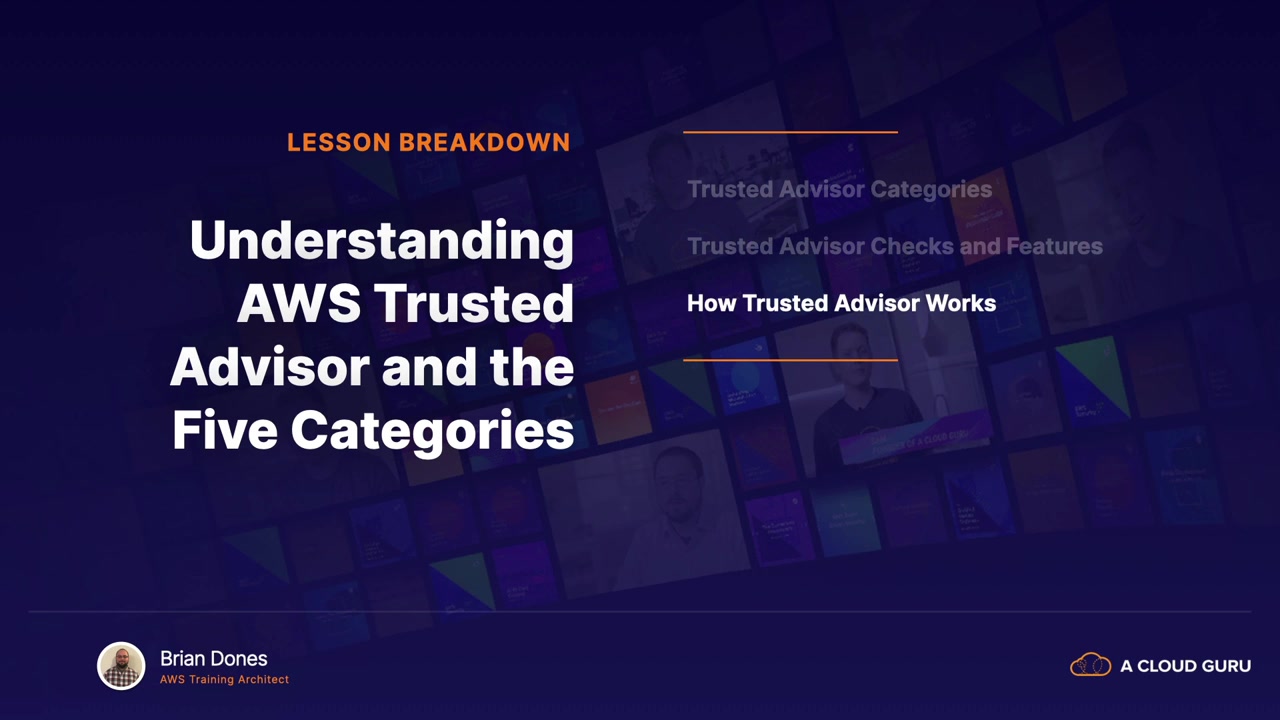 LESSON BREAKDOWN
Understanding
AWS Trusted
Advisor and the
Five Categories
Trusted Advisor Categories
Trusted Advisor Checks and Features
How Trusted Advisor Works
Brian Dones
AWS Training Architect
A CLOUD GURU